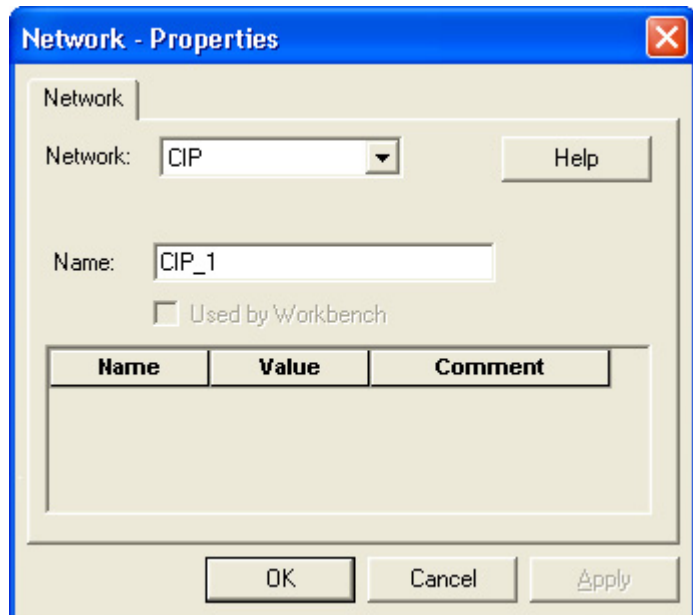 Network - Properties
Network
Network: CIP Help
Name: CIP_1
Used by Workbench
Name Value Comment
OK Cancel Apply